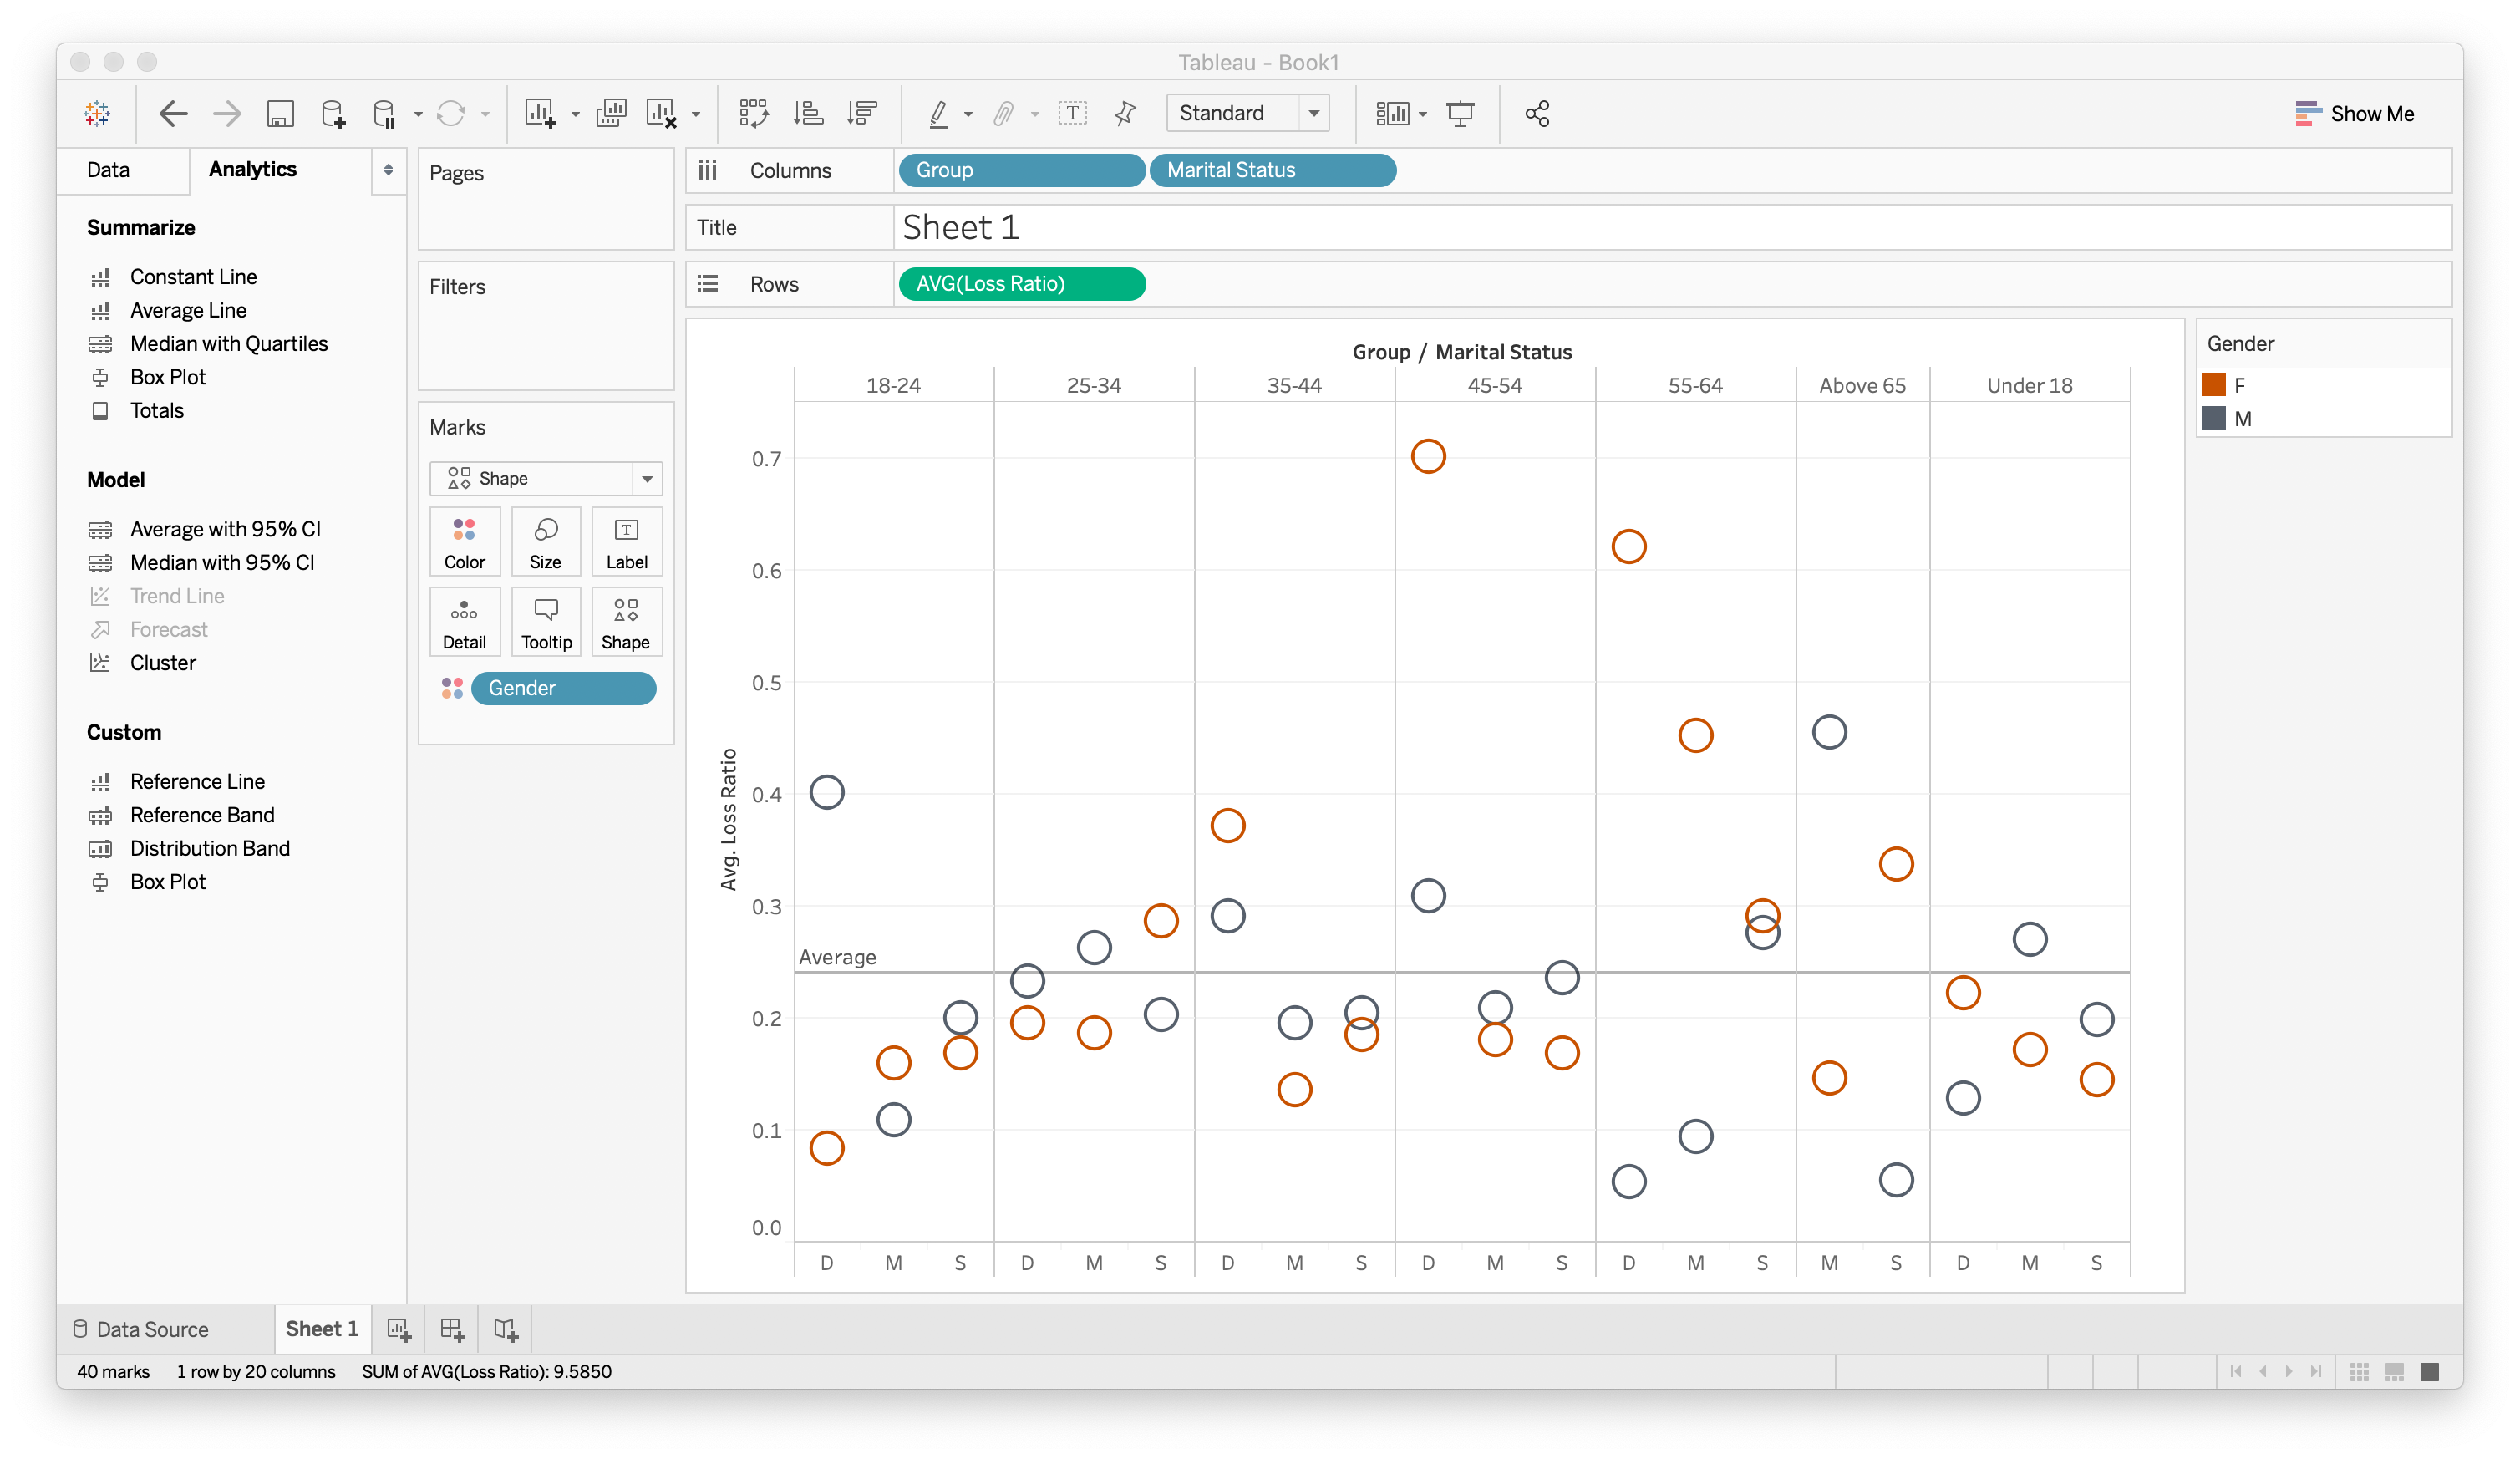 Tableau - Book1
Standard
Show Me
Data
Analytics
Summarize
Constant Line
Average Line
Median with Quartiles
Box Plot
Totals
Model
Average with 95% CI
Median with 95% CI
Trend Line
Forecast
Cluster
Custom
Reference Line
Reference Band
Distribution Band
Box Plot
Pages
Filters
Marks
Shape
Color Size Label
Detail Tooltip Shape
Gender
Columns Group Marital Status
Title Sheet 1
Rows AVG(Loss Ratio)
Group / Marital Status
18-24 25-34 35-44 45-54 55-64 Above 65 Under 18
Avg. Loss Ratio
0.7
0.6
0.5
0.4
0.3
Average
0.2
0.1
0.0
D M S D M S D M S D M S D M S M S D M S
Gender
F
M
Data Source Sheet 1
40 marks 1 row by 20 columns SUM of AVG(Loss Ratio): 9.5850